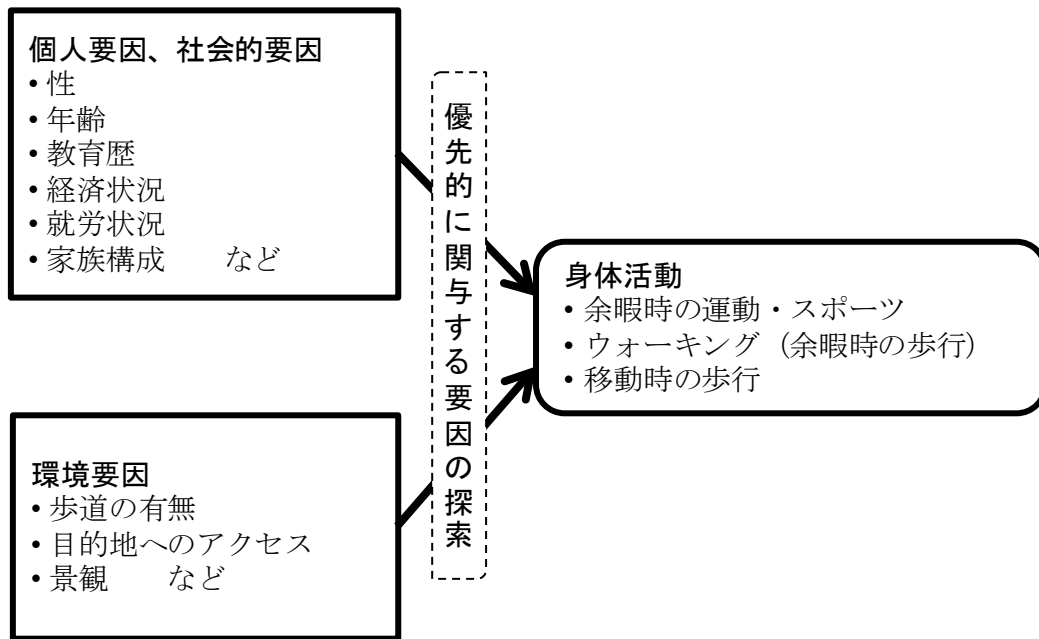 個人要因、社会的要因
• 性
• 年齢
• 教育歴
• 経済状況
• 就労状況
• 家族構成　　など
優先的に関与する要因の探索
身体活動
• 余暇時の運動・スポーツ
• ウォーキング（余暇時の歩行）
• 移動時の歩行
環境要因
• 歩道の有無
• 目的地へのアクセス
• 景観　　など